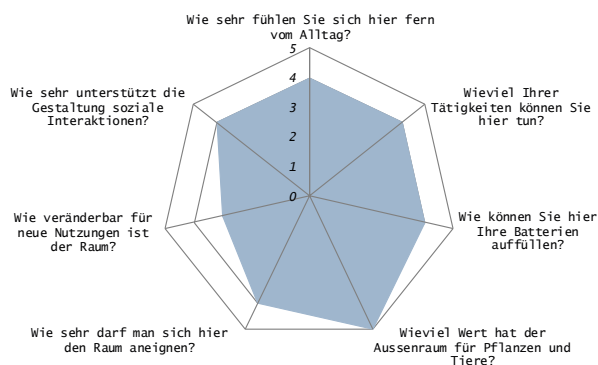 Wie sehr fühlen Sie sich hier fern
vom Alltag?
5
4
3
2
1
0
Wieviel Ihrer
Tätigkeiten können Sie
hier tun?
Wie können Sie hier
Ihre Batterien
auffüllen?
Wieviel Wert hat der
Aussenraum für Pflanzen und
Tiere?
Wie sehr darf man sich hier
den Raum aneignen?
Wie veränderbar für
neue Nutzungen ist
der Raum?
Wie sehr unterstützt die
Gestaltung soziale
Interaktionen?